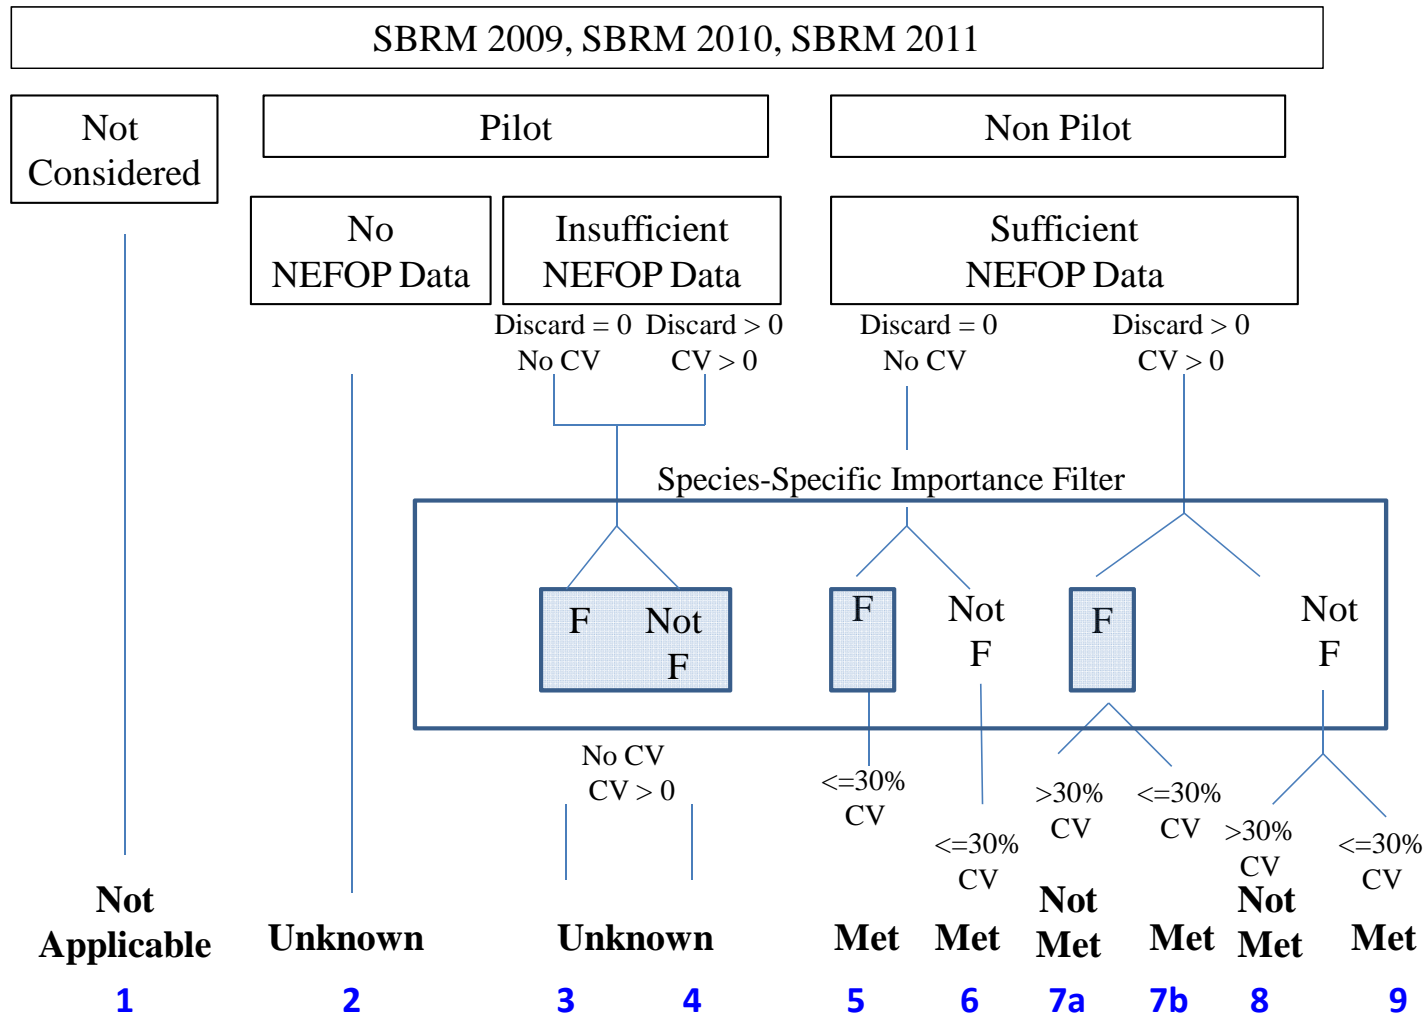 SBRM 2009, SBRM 2010, SBRM 2011
Not
Considered
Pilot
Non Pilot
No
NEFOP Data
Insufficient
NEFOP Data
Sufficient
NEFOP Data
Discard = 0
No CV
Discard > 0
CV > 0
Discard = 0
No CV
Discard > 0
CV > 0
Species-Specific Importance Filter
F
Not
F
F
Not
F
F
Not
F
No CV
CV > 0
<=30%
CV
<=30%
CV
>30%
CV
<=30%
CV
>30%
CV
<=30%
CV
Not
Applicable
Unknown
Unknown
Met
Met
Not
Met
Met
Not
Met
Met
1
2
3
4
5
6
7a
7b
8
9